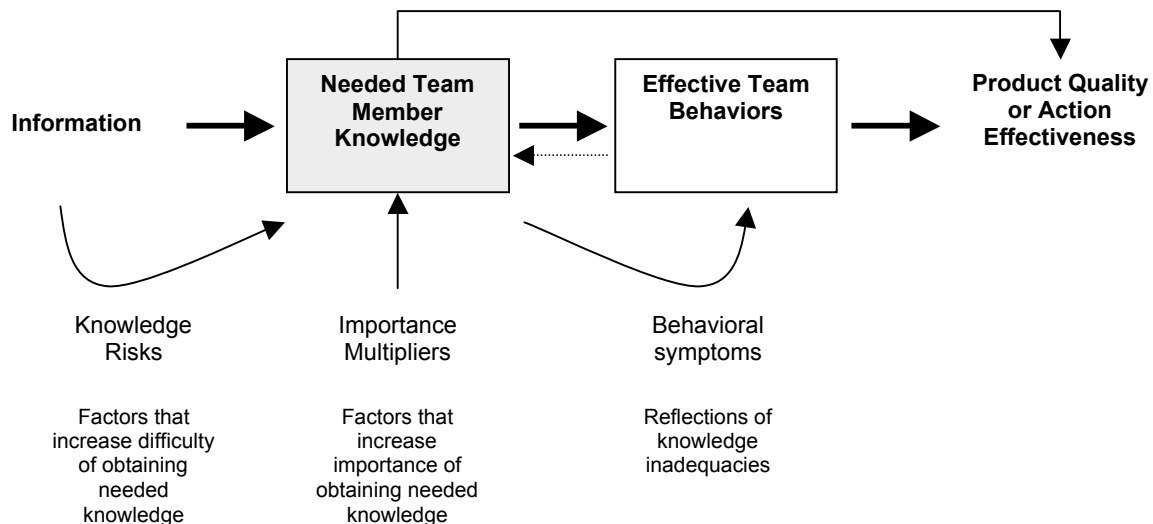 Information
Needed Team
Member
Knowledge
Effective Team
Behaviors
Product Quality
or Action
Effectiveness
Knowledge
Risks
Importance
Multipliers
Behavioral
symptoms
Factors that
increase difficulty
of obtaining
needed
knowledge
Factors that
increase
importance of
obtaining needed
knowledge
Reflections of
knowledge
inadequacies